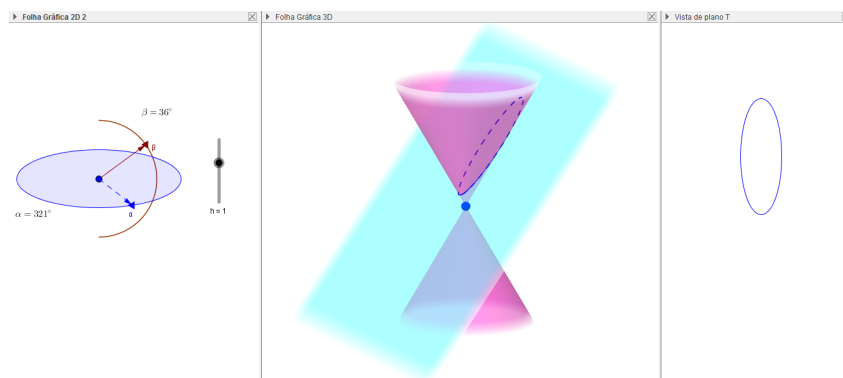 Folha Gráfica 2D 2
Folha Gráfica 3D
Vista de plano T
β = 36°
β
α = 321°
α
h = 1